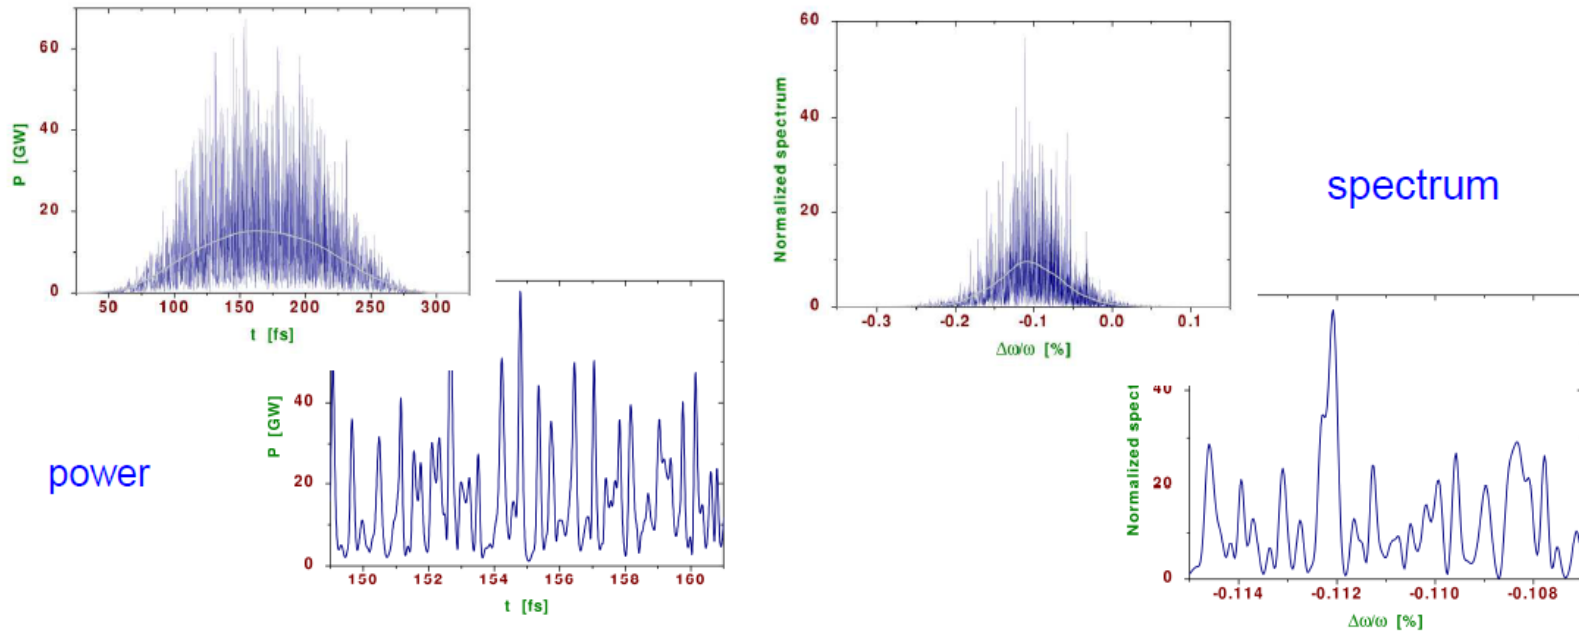 60
40
20
0
P [GW]
50 100 150 200 250 300
t [fs]
60
40
20
0
Normalized spectrum
-0.3 -0.2 -0.1 0.0 0.1
Δω/ω [%]
spectrum
power
40
20
0
P [GW]
150 152 154 156 158 160
t [fs]
40
20
0
Normalized spect
-0.114 -0.112 -0.110 -0.108
Δω/ω [%]